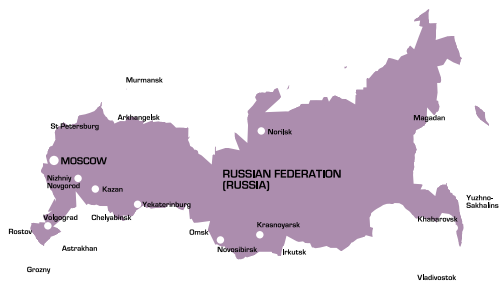 Murmansk
Arkhangelsk
Magadan
St Petersburg
Norilsk
MOSCOW
RUSSIAN FEDERATION
(RUSSIA)
Nizhniy
Novgorod
Kazan
Yekaterinburg
Yuzhno-
Sakhalins
Volgograd
Chelyabinsk
Krasnoyarsk
Khabarovsk
Rostov
Omsk
Astrakhan
Novosibirsk
Irkutsk
Grozny
Vladivostok